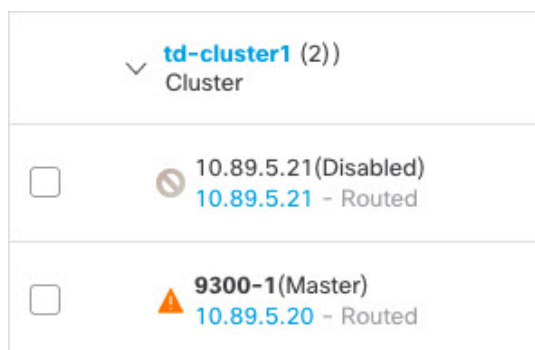 td-cluster1 (2))
Cluster
10.89.5.21(Disabled)
10.89.5.21 - Routed
9300-1(Master)
10.89.5.20 - Routed